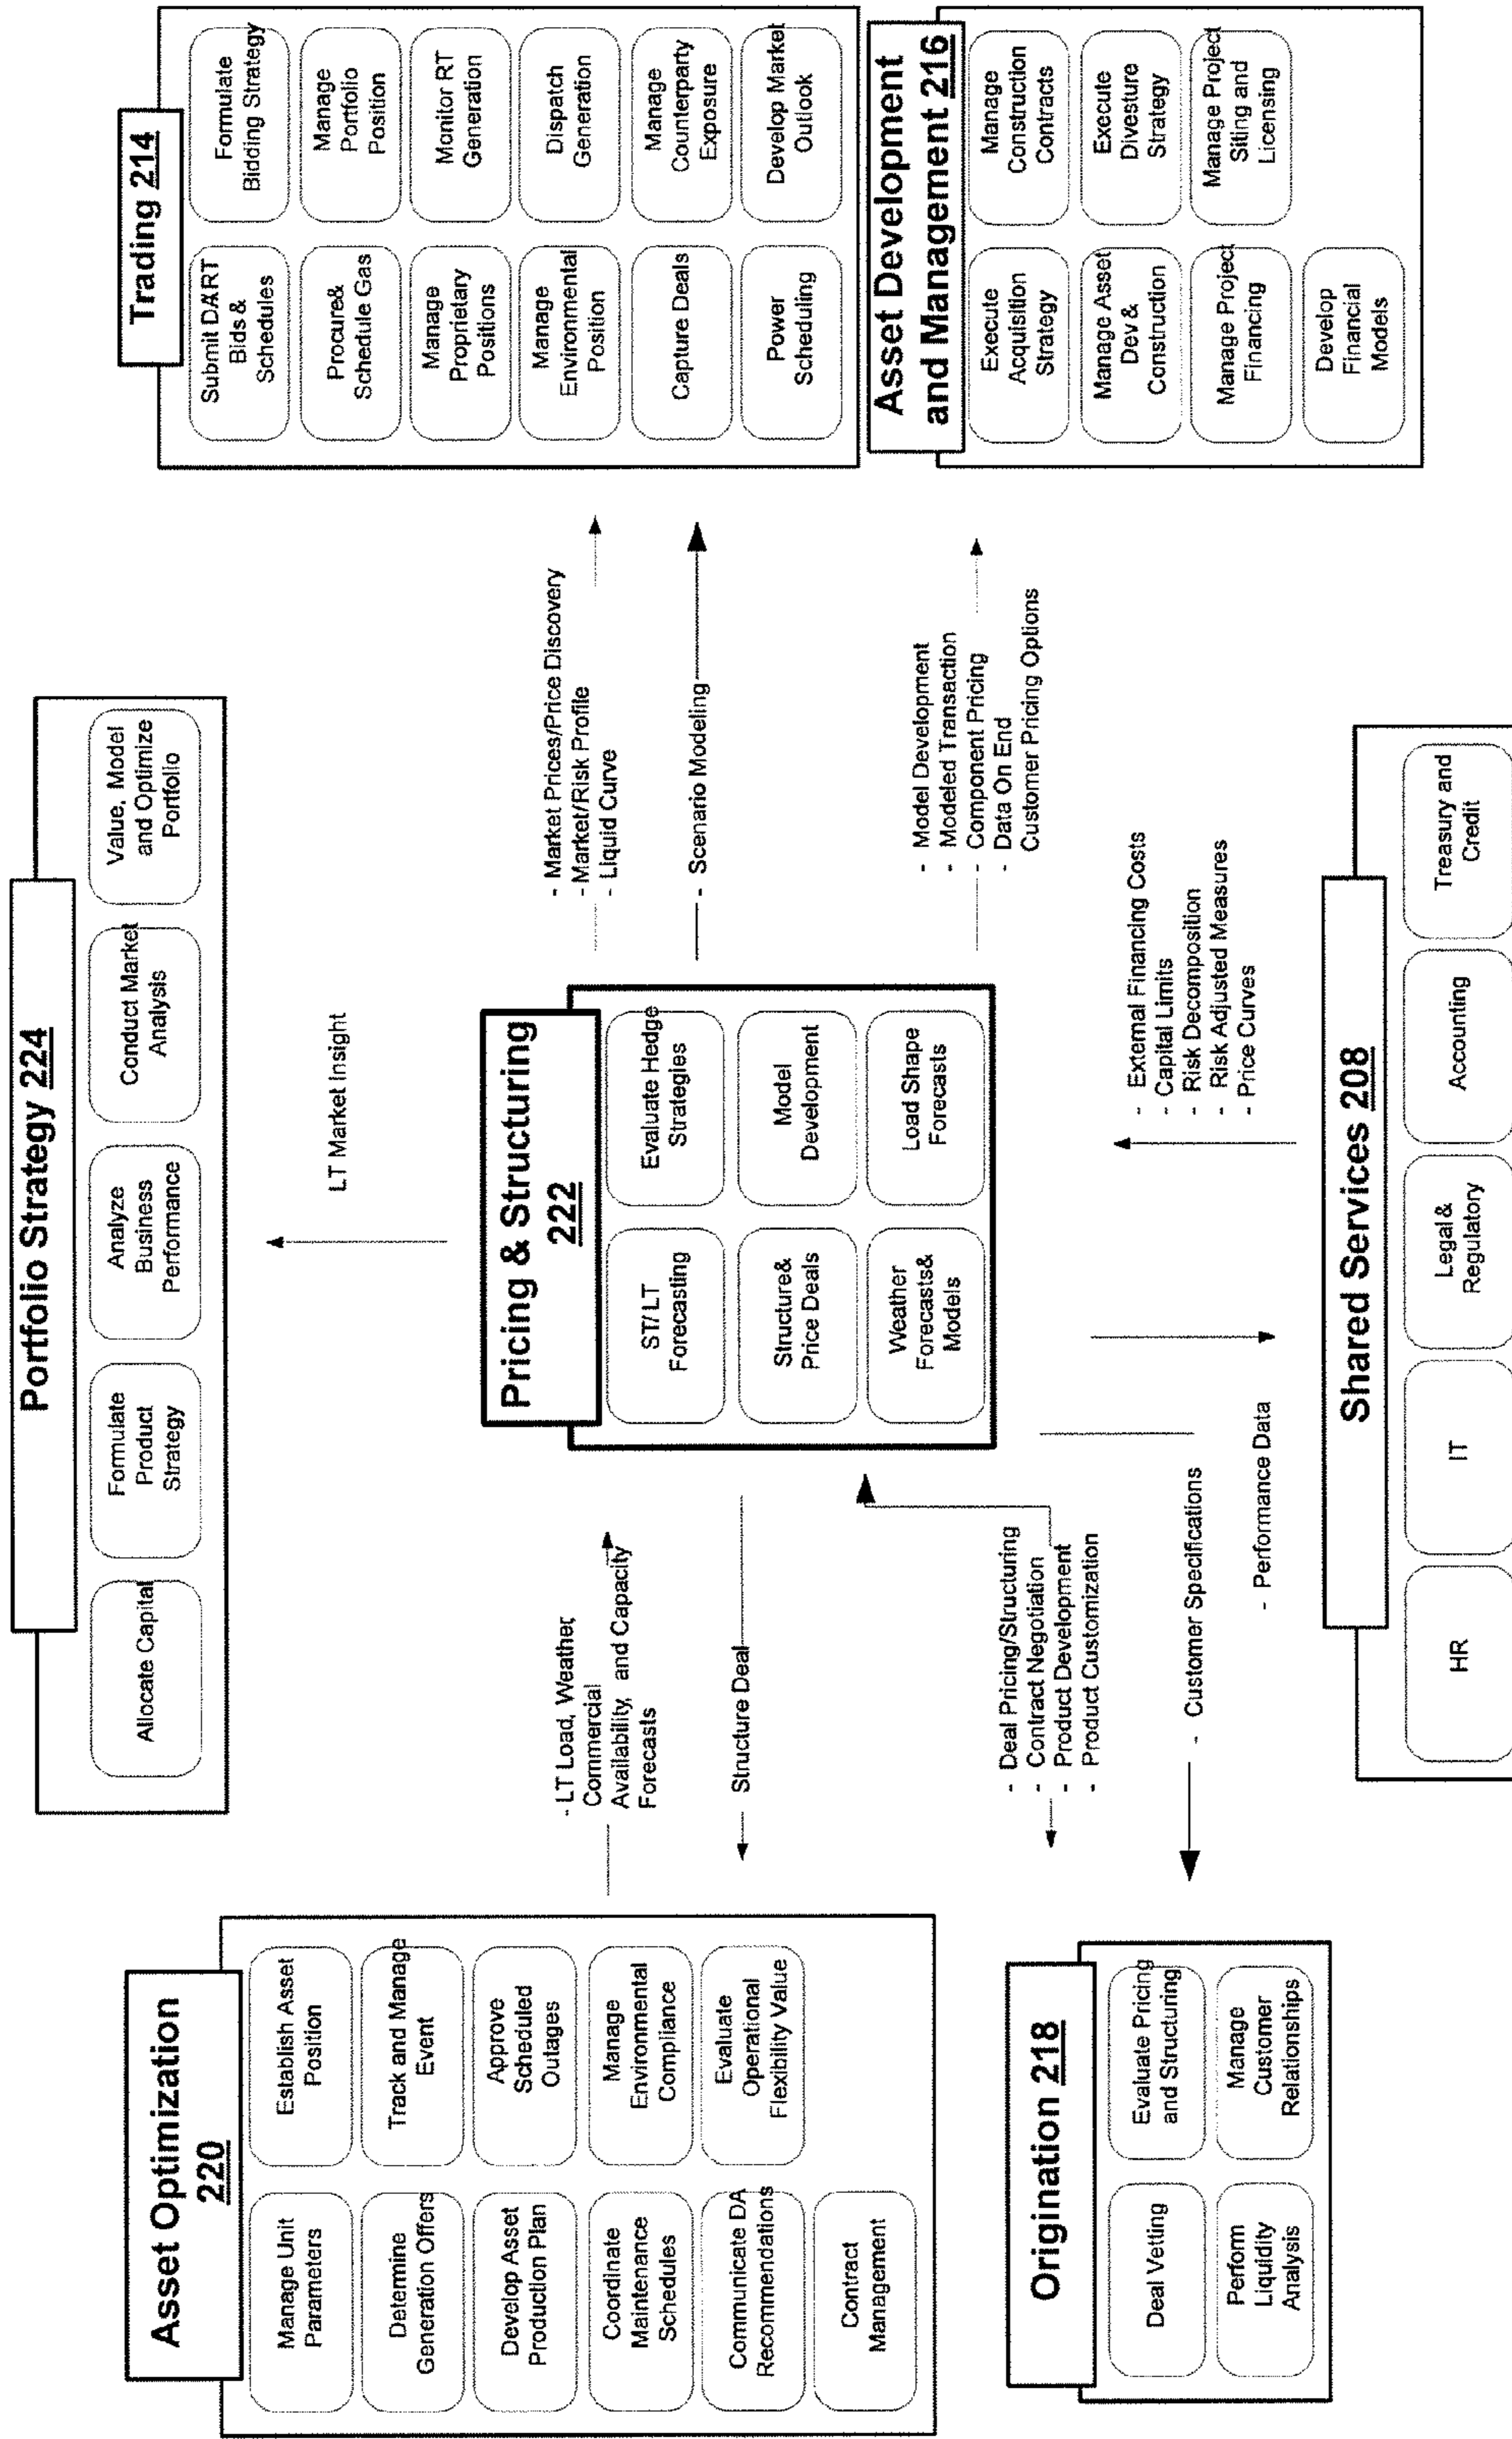 Portfolio Strategy 224
Allocate Capital
Formulate
Product
Strategy
Analyze
Business
Performance
Conduct Market
Analysis
Value, Model
and Optimize
Portfolio
Asset Optimization
220
Manage Unit
Parameters
Establish Asset
Position
Determine
Generation Offers
Track and Manage
Event
Develop Asset
Production Plan
Approve
Scheduled
Outages
Coordinate
Maintenance
Schedules
Manage
Environmental
Compliance
Communicate DA
Recommendations
Evaluate
Operational
Flexibility Value
Contract
Management
LT Market Insight
- LT Load, Weather,
Commercial
Availability, and Capacity
Forecasts
- Structure Deal
Pricing & Structuring
222
ST/LT
Forecasting
Evaluate Hedge
Strategies
Structure&
Price Deals
Model
Development
Weather
Forecasts&
Models
Load Shape
Forecasts
- Market Prices/Price Discovery
- Market/Risk Profile
- Liquid Curve
- Scenario Modeling
- Model Development
- Modeled Transaction
- Component Pricing
- Data On End
Customer Pricing Options
Trading 214
Submit DART
Bids &
Schedules
Formulate
Bidding Strategy
Procure&
Schedule Gas
Manage
Portfolio
Position
Manage
Proprietary
Positions
Monitor RT
Generation
Manage
Environmental
Position
Dispatch
Generation
Capture Deals
Manage
Counterparty
Exposure
Power
Scheduling
Develop Market
Outlook
Asset Development
and Management 216
Execute
Acquisition
Strategy
Manage
Construction
Contracts
Manage Asset
Dev &
Construction
Execute
Divesture
Strategy
Manage Project
Financing
Manage Project
Siting and
Licensing
Develop
Financial
Models
Origination 218
Deal Vetting
Evaluate Pricing
and Structuring
Perform
Liquidity
Analysis
Manage
Customer
Relationships
- Deal Pricing/Structuring
- Contract Negotiation
- Product Development
- Product Customization
- Customer Specifications
- Performance Data
- External Financing Costs
- Capital Limits
- Risk Decomposition
- Risk Adjusted Measures
- Price Curves
Shared Services 208
HR
IT
Legal&
Regulatory
Accounting
Treasury and
Credit